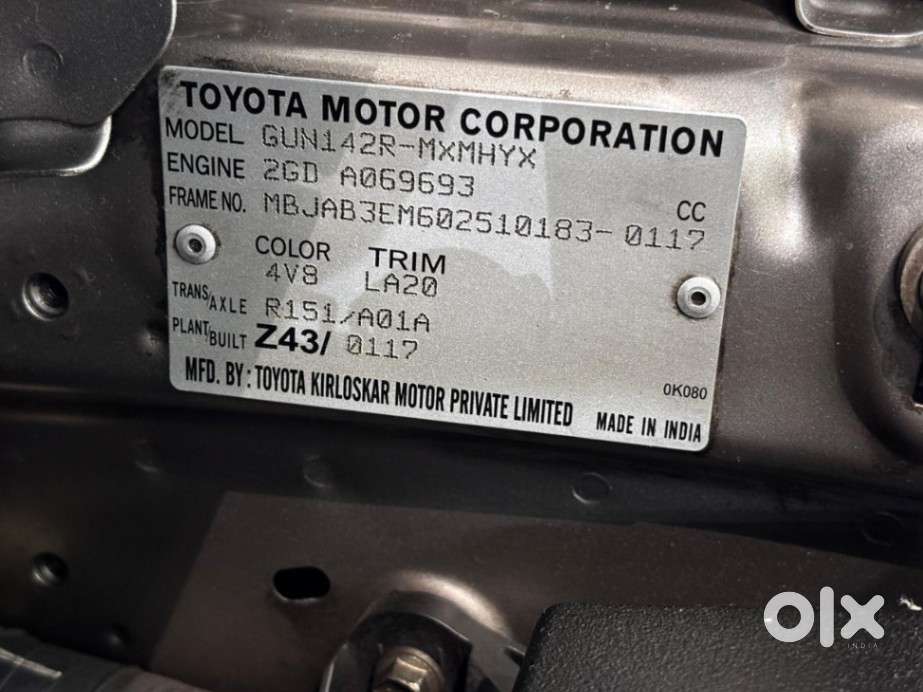 TOYOTA MOTOR CORPORATION
MODEL GUN142R-MXMHYX
ENGINE 2GD A069693 CC
FRAME NO. MBJAB3EM602510183-0117
COLOR TRIM
4V8 LA20
TRANS/AXLE R151/A01A
PLANT/BUILT Z43/ 0117
0K080
MFD. BY : TOYOTA KIRLOSKAR MOTOR PRIVATE LIMITED MADE IN INDIA
olx
INDIA